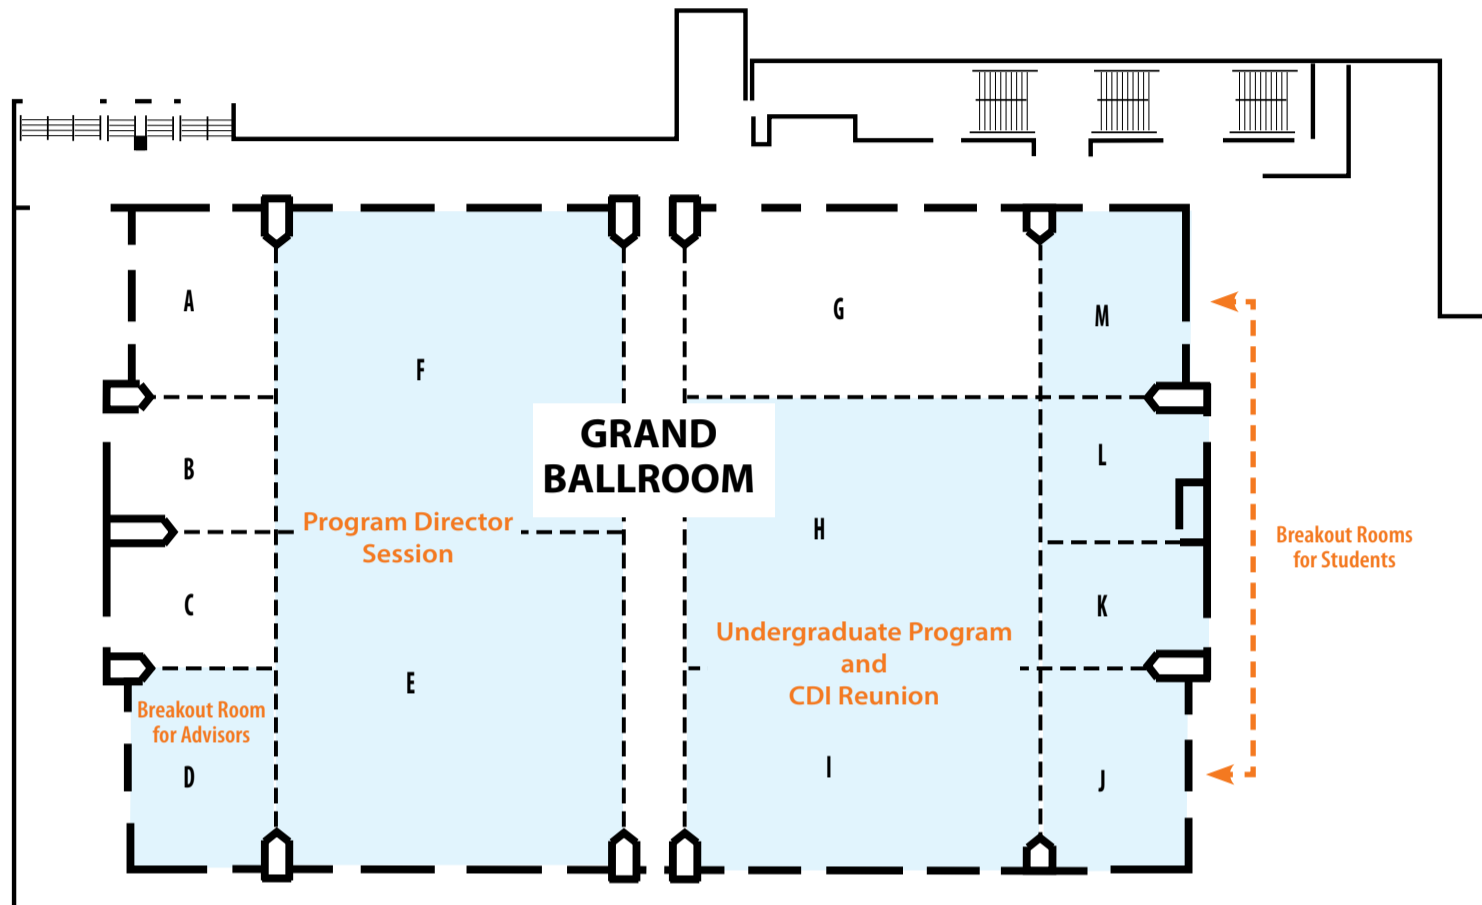 A
G
M
F
GRAND
BALLROOM
B
L
Program Director
Session
H
Breakout Rooms
for Students
C
K
Undergraduate Program
and
CDI Reunion
E
Breakout Room
for Advisors
D
I
J